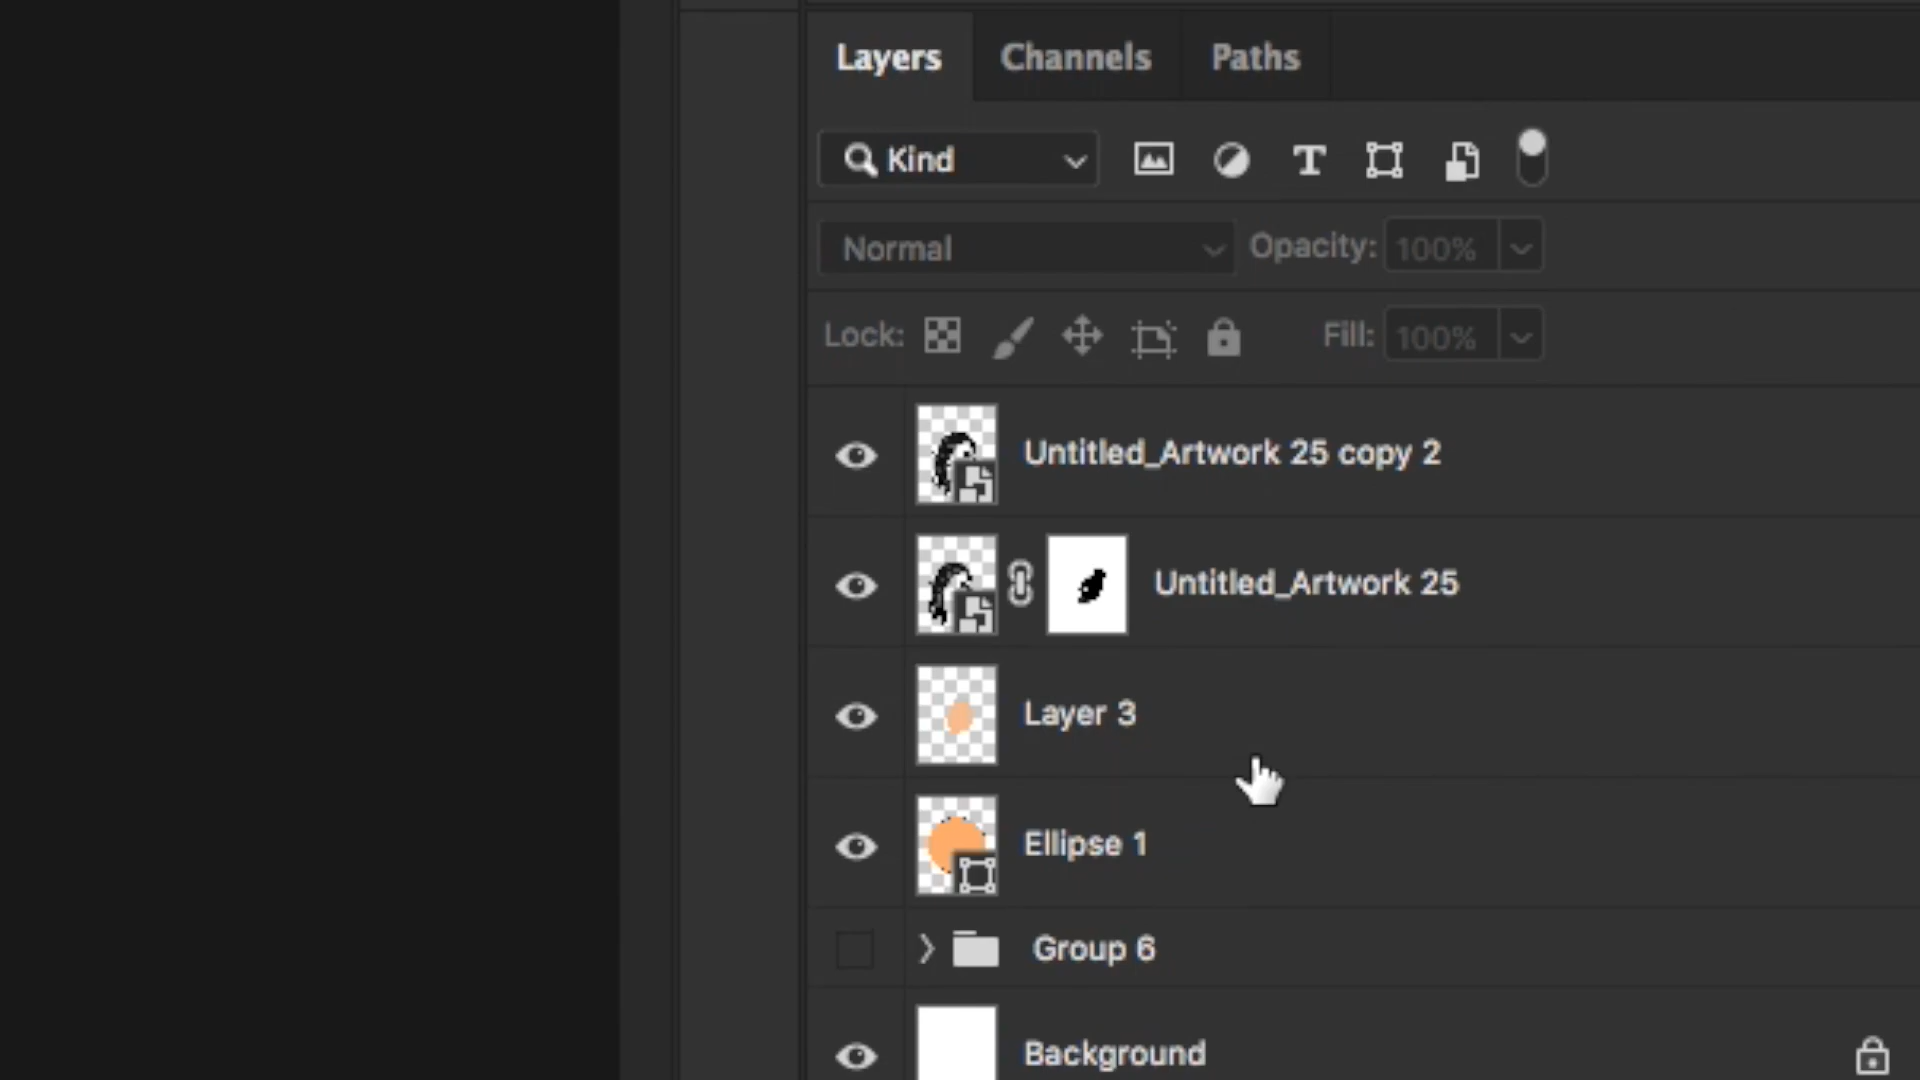 Layers Channels Paths
Kind
Normal Opacity: 100%
Lock: Fill: 100%
Untitled_Artwork 25 copy 2
Untitled_Artwork 25
Layer 3
Ellipse 1
Group 6
Background